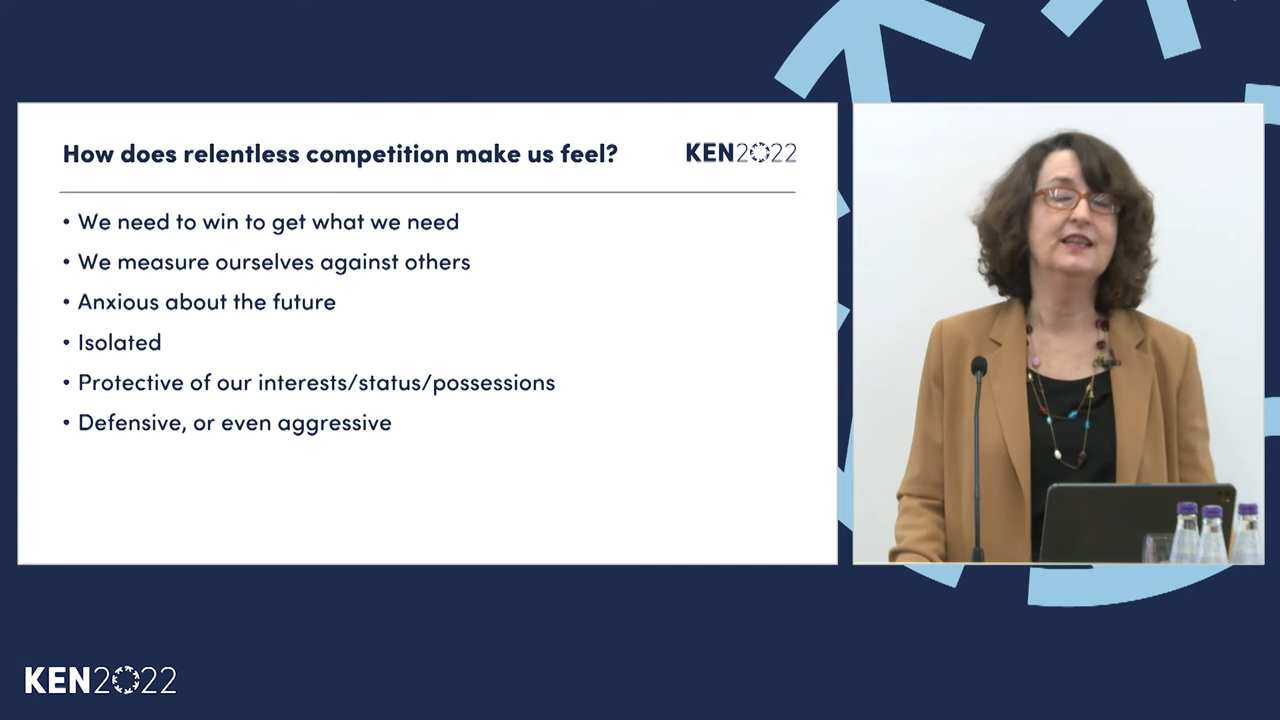 How does relentless competition make us feel?
KEN2022
• We need to win to get what we need
• We measure ourselves against others
• Anxious about the future
• Isolated
• Protective of our interests/status/possessions
• Defensive, or even aggressive
KEN2022